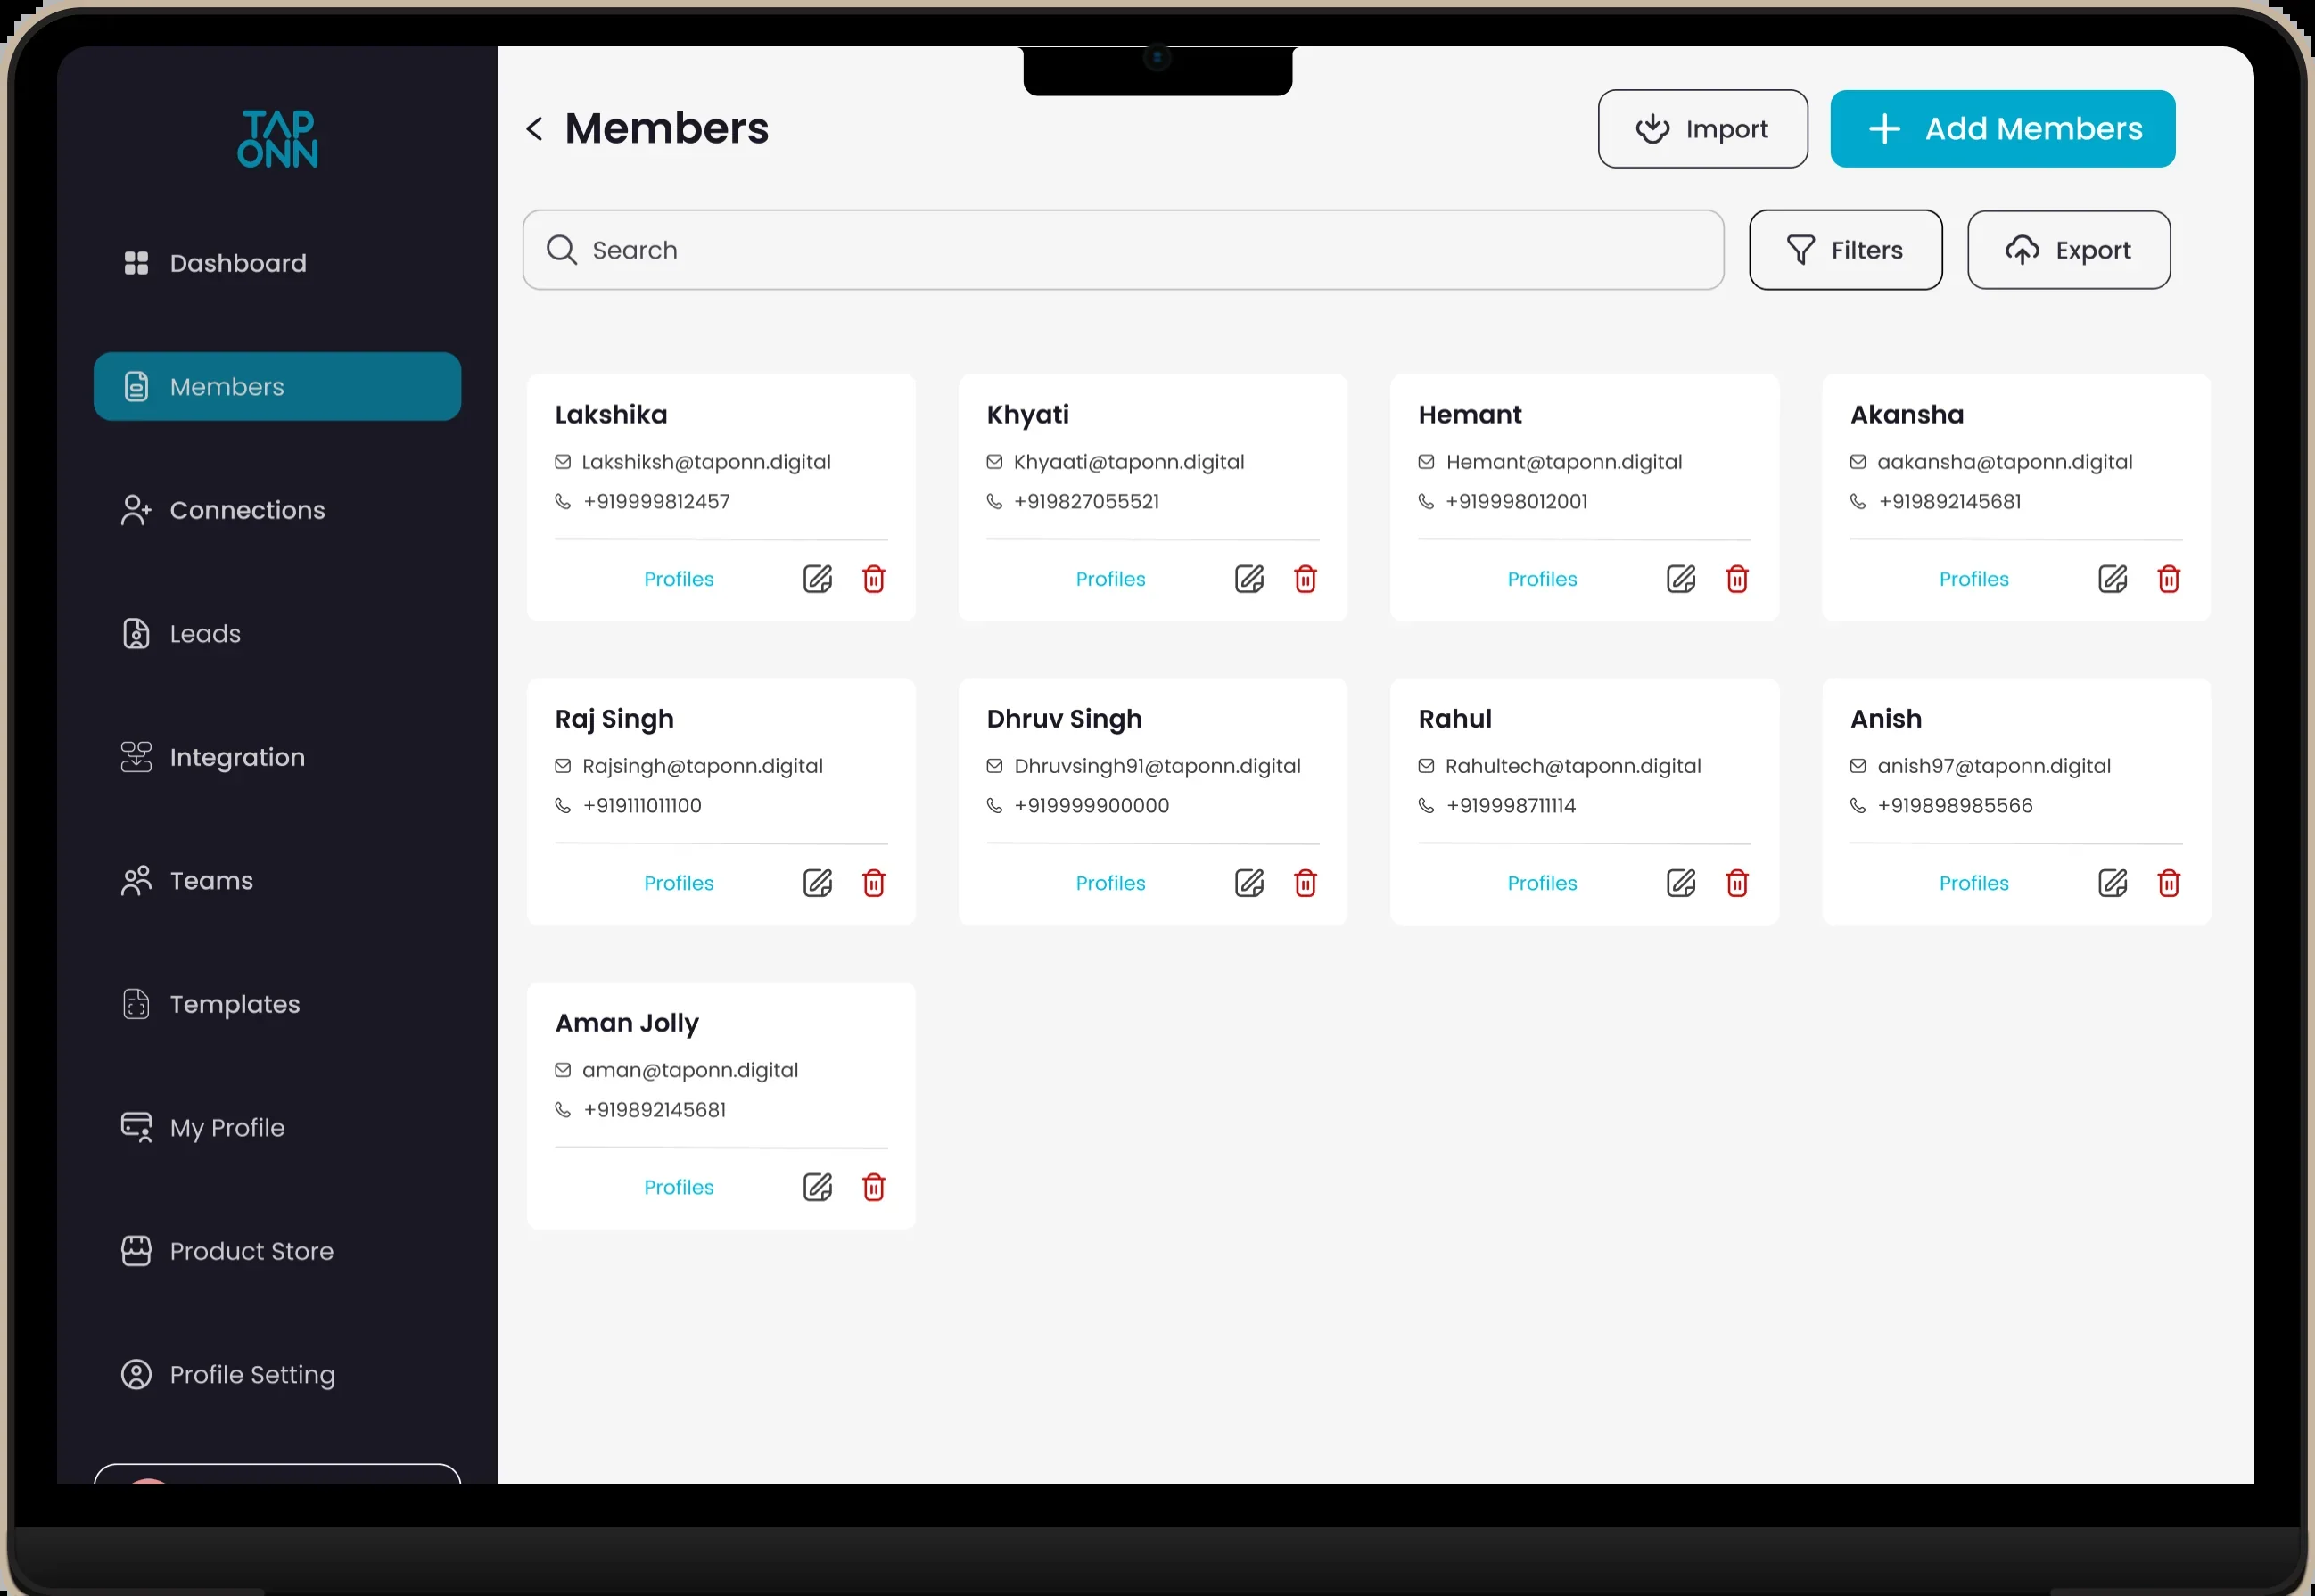 TAP
ONN
Dashboard
Members
Connections
Leads
Integration
Teams
Templates
My Profile
Product Store
Profile Setting
Members
Import
Add Members
Search
Filters
Export
Lakshika
Lakshiksh@taponn.digital
+919999812457
Profiles
Khyati
Khyaati@taponn.digital
+919827055521
Profiles
Hemant
Hemant@taponn.digital
+919998012001
Profiles
Akansha
aakansha@taponn.digital
+919892145681
Profiles
Raj Singh
Rajsingh@taponn.digital
+919111011100
Profiles
Dhruv Singh
Dhruvsingh91@taponn.digital
+919999900000
Profiles
Rahul
Rahultech@taponn.digital
+919998711114
Profiles
Anish
anish97@taponn.digital
+919898985566
Profiles
Aman Jolly
aman@taponn.digital
+919892145681
Profiles